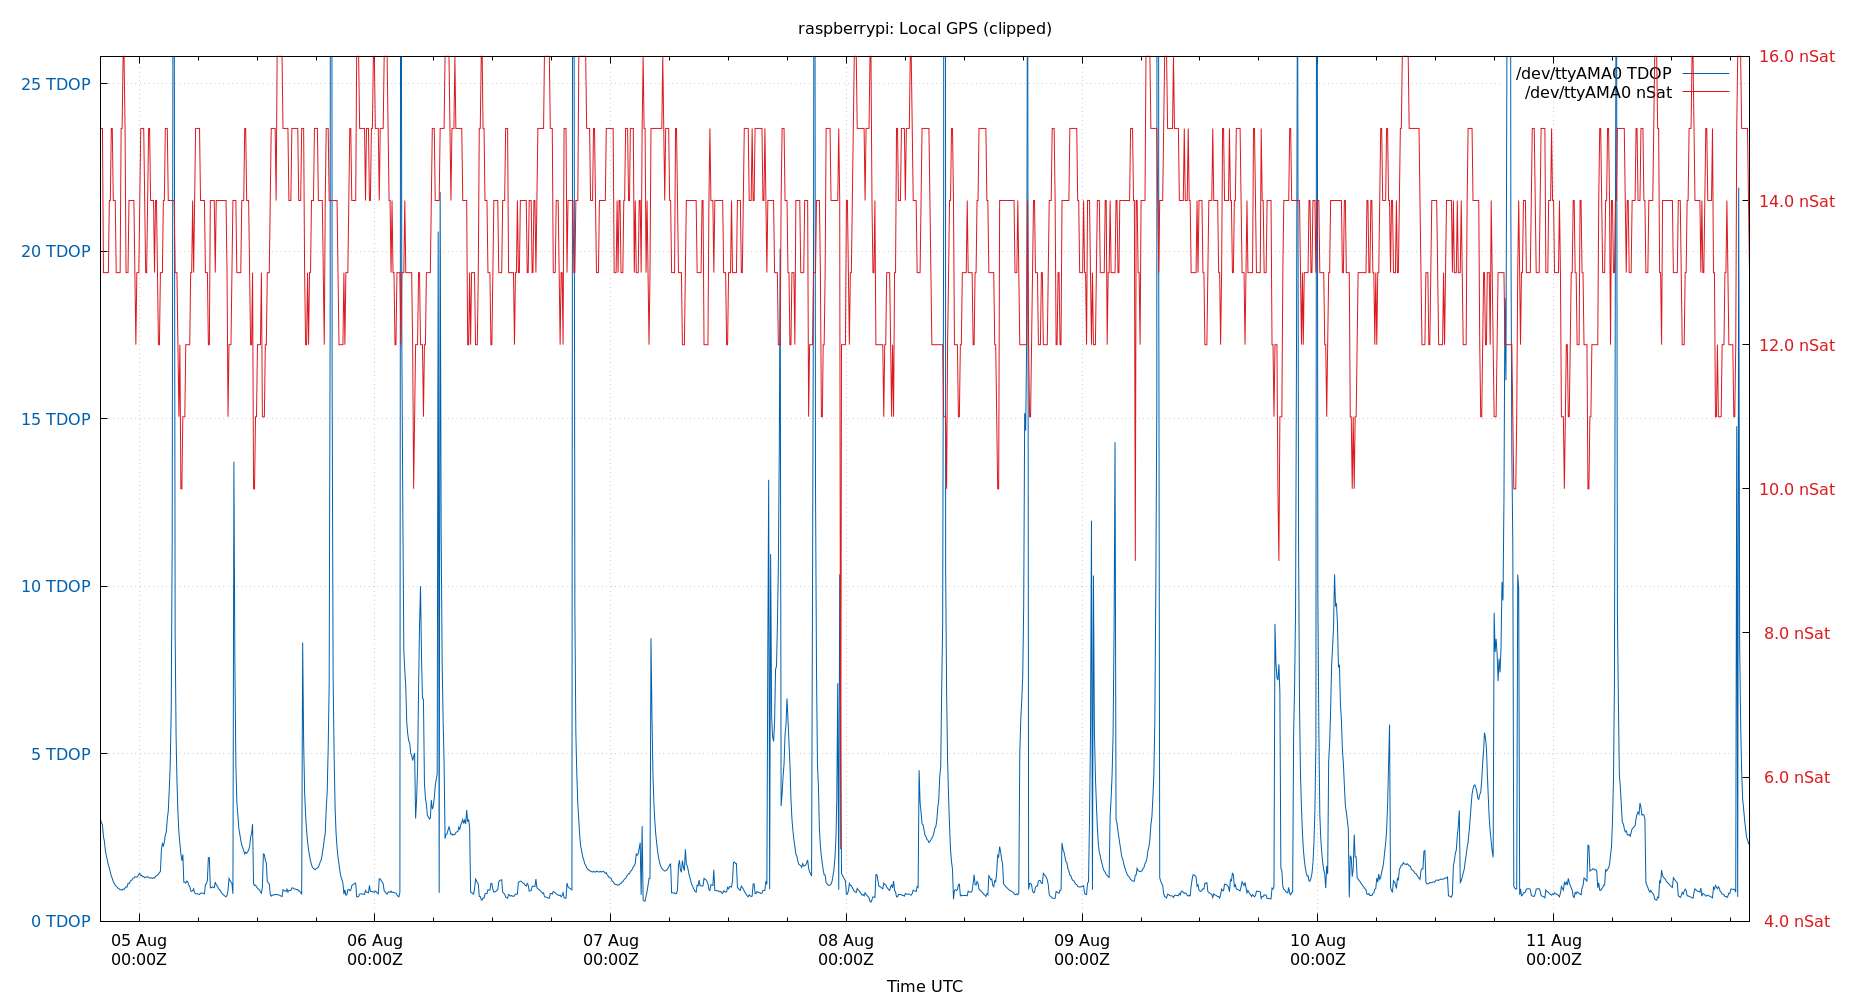 raspberrypi: Local GPS (clipped)
16.0 nSat
25 TDOP
/dev/ttyAMA0 TDOP
/dev/ttyAMA0 nSat
14.0 nSat
20 TDOP
12.0 nSat
15 TDOP
10.0 nSat
10 TDOP
8.0 nSat
5 TDOP
6.0 nSat
0 TDOP
4.0 nSat
05 Aug 06 Aug 07 Aug 08 Aug 09 Aug 10 Aug 11 Aug
00:00Z 00:00Z 00:00Z 00:00Z 00:00Z 00:00Z 00:00Z
Time UTC